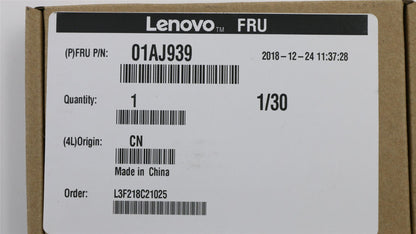 Lenovo™ FRU
(P)FRU P/N: 01AJ939 2018-12-24 11:37:28
Quantity: 1 1/30
(4L)Origin: CN
Made in China
Order: L3F218C21025